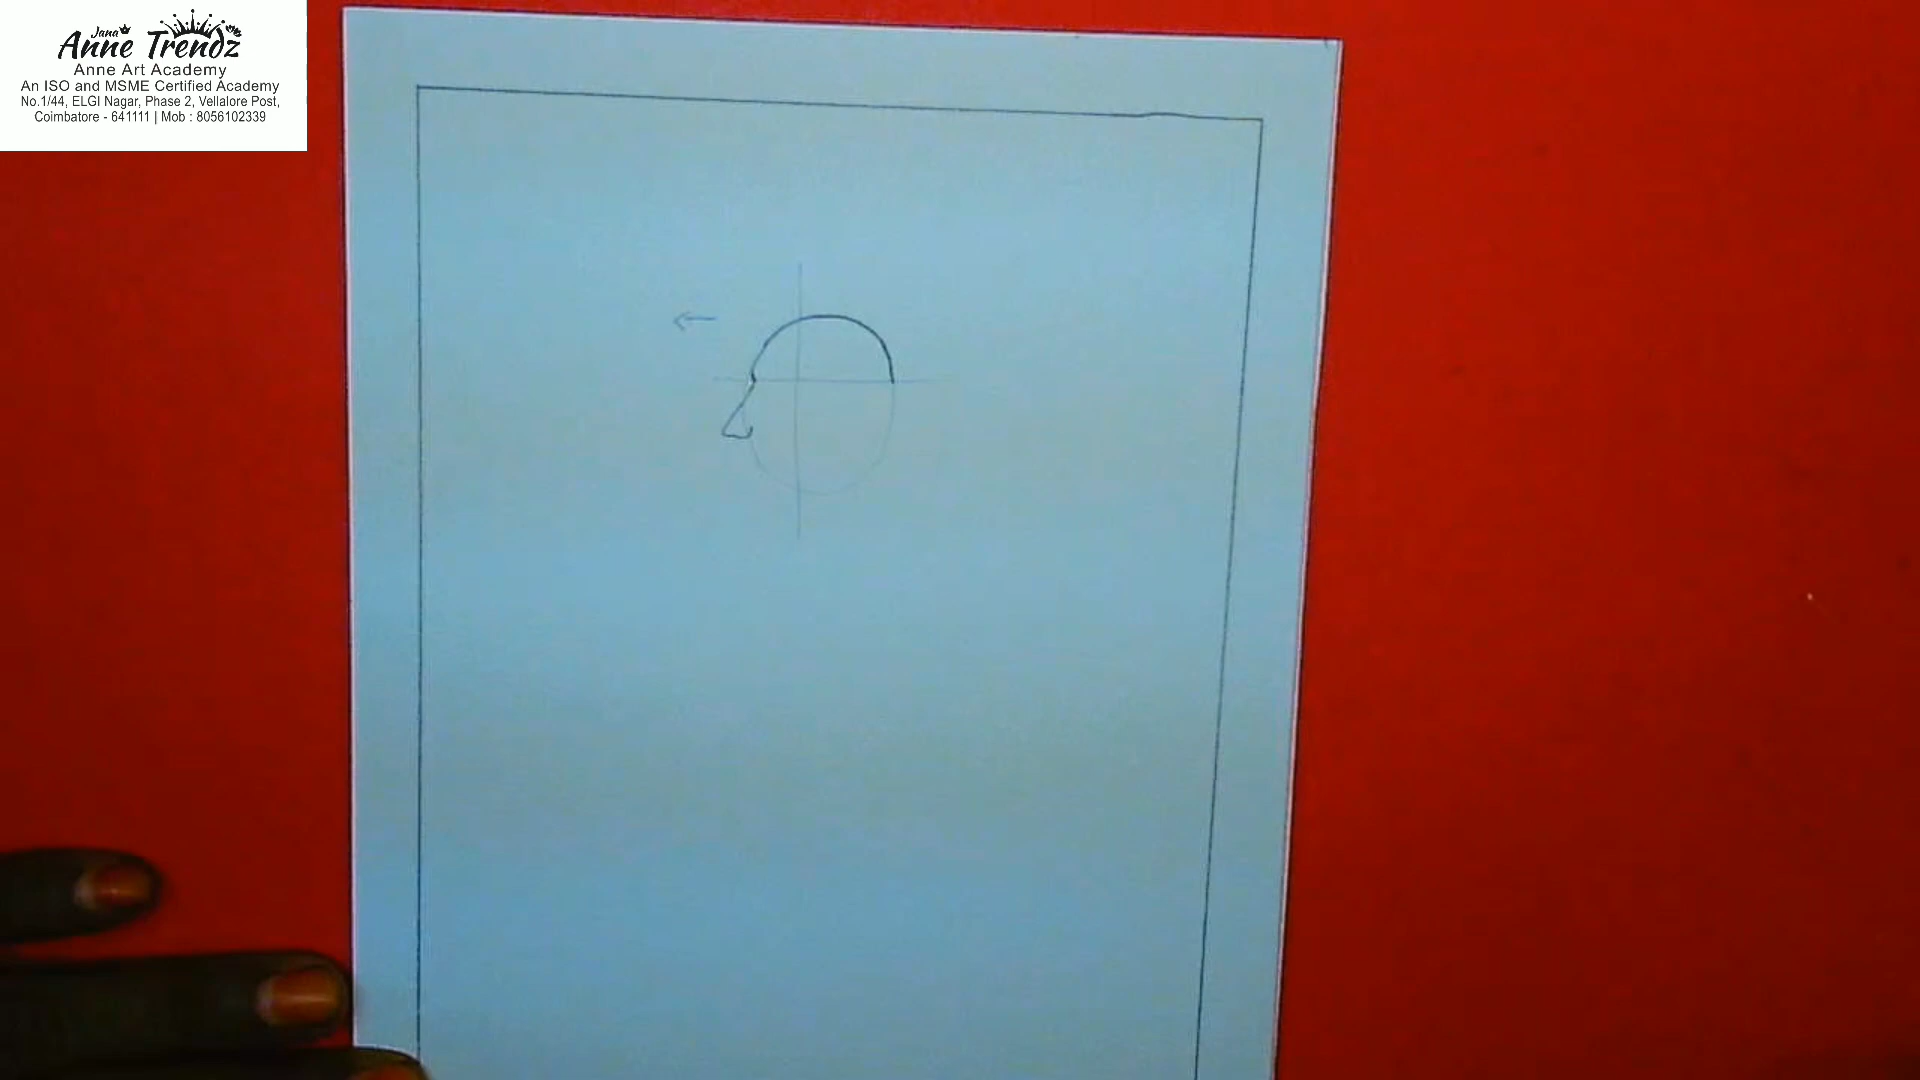 Jana
Anne Trendz
Anne Art Academy
An ISO and MSME Certified Academy
No.1/44, ELGI Nagar, Phase 2, Vellalore Post,
Coimbatore - 641111 | Mob : 8056102339